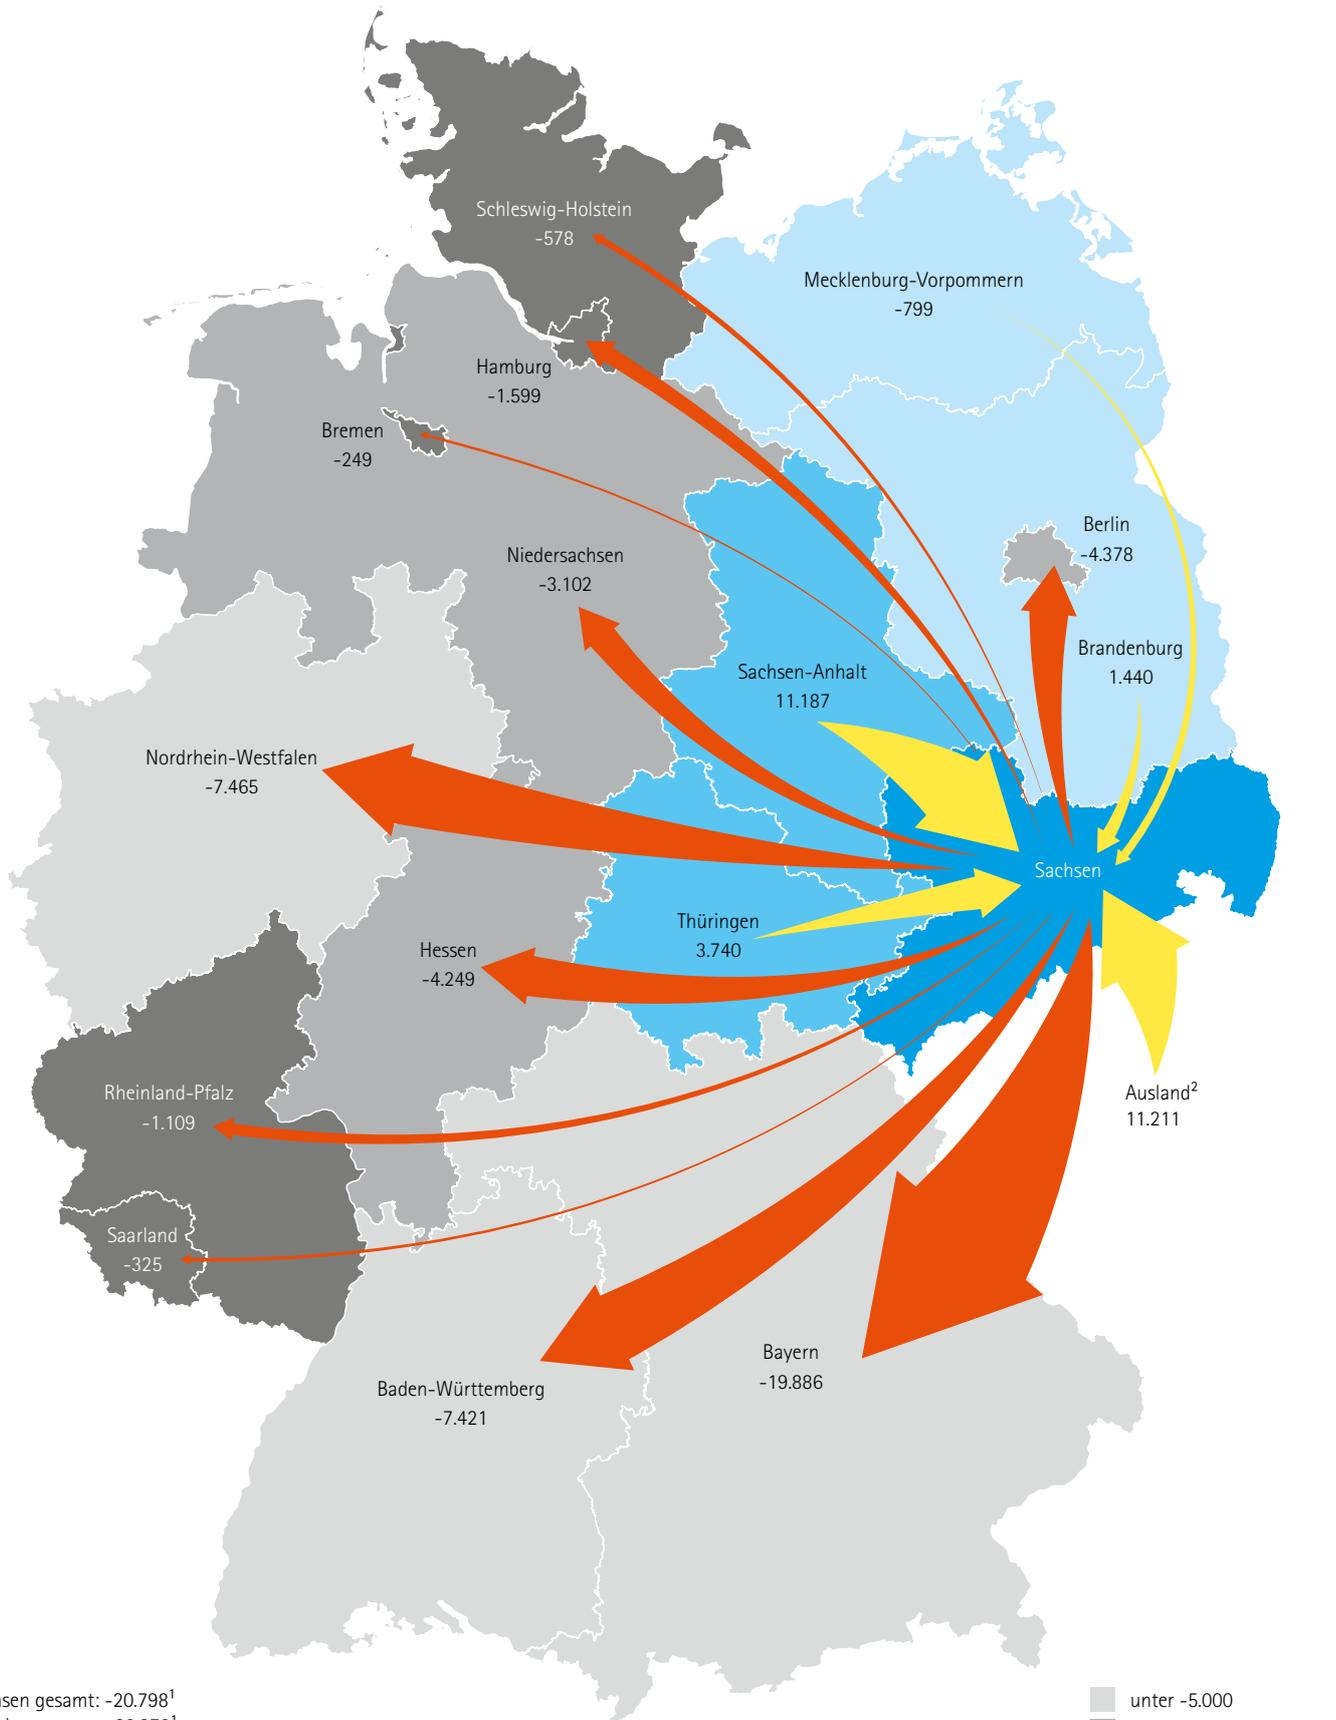 Schleswig-Holstein
-578
Mecklenburg-Vorpommern
-799
Hamburg
-1.599
Bremen
-249
Berlin
-4.378
Niedersachsen
-3.102
Brandenburg
1.440
Sachsen-Anhalt
11.187
Nordrhein-Westfalen
-7.465
Sachsen
Thüringen
3.740
Hessen
-4.249
Rheinland-Pfalz
-1.109
Ausland²
11.211
Saarland
-325
Bayern
-19.886
Baden-Württemberg
-7.421
gesamt: -20.798¹
unter -5.000